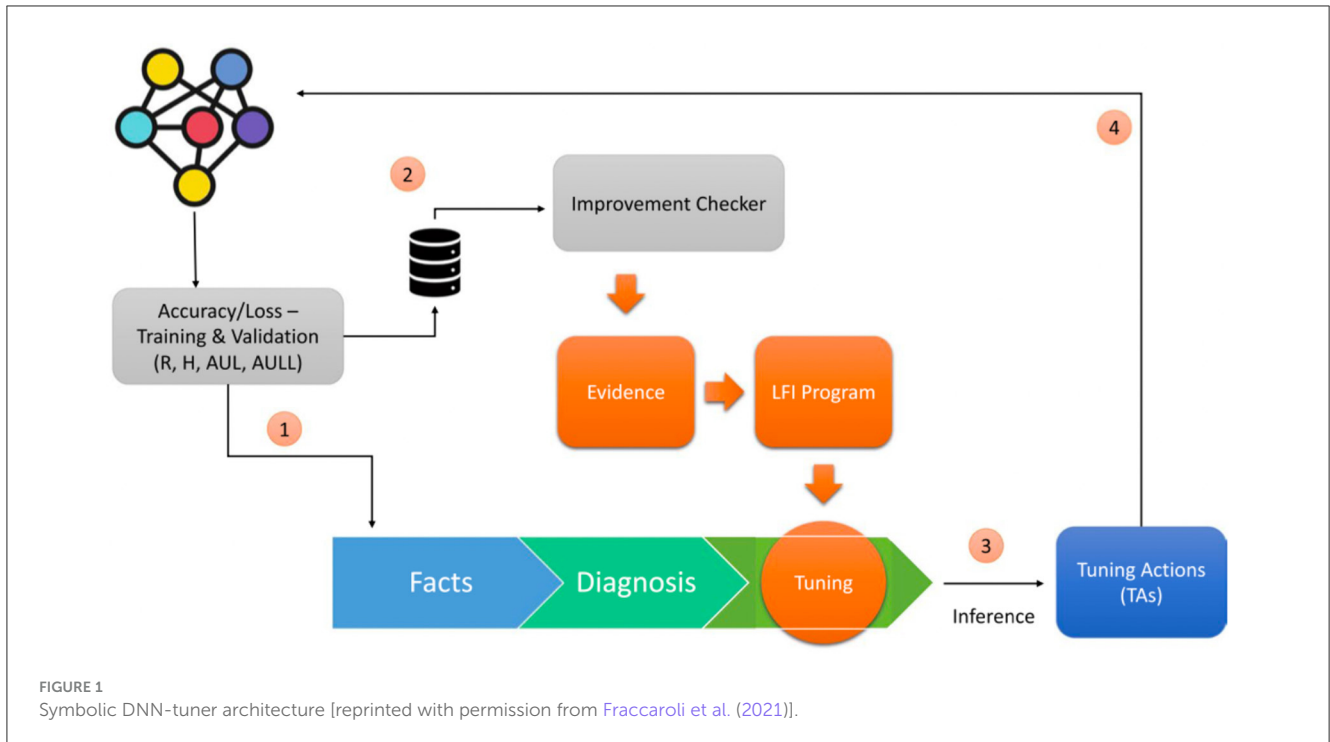 4
2
Improvement Checker
Accuracy/Loss –
Training & Validation
(R, H, AUL, AULL)
Evidence
LFI Program
1
Facts
Diagnosis
Tuning
3
Inference
Tuning Actions
(TAs)
FIGURE 1
Symbolic DNN-tuner architecture [reprinted with permission from Fraccaroli et al. (2021)].